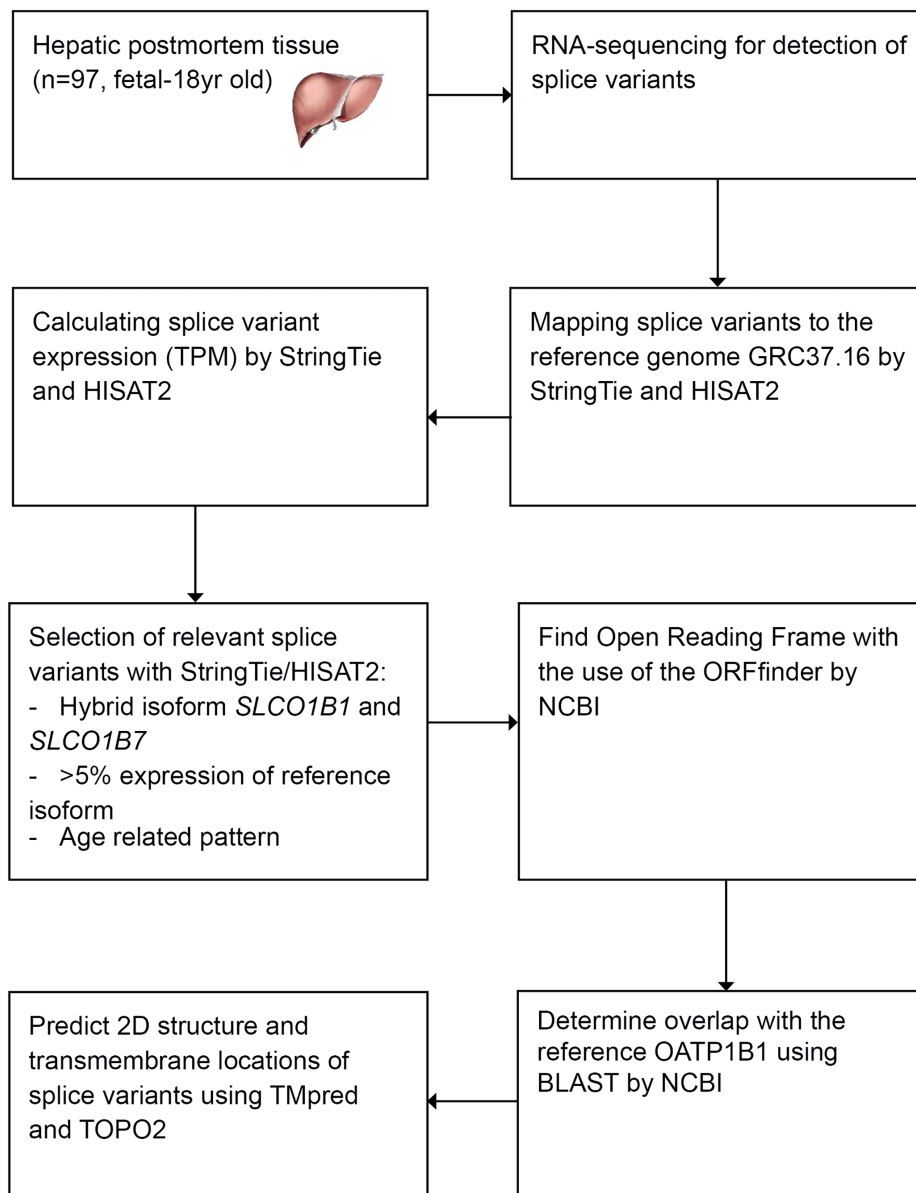 Hepatic postmortem tissue
(n=97, fetal-18yr old)
RNA-sequencing for detection of
splice variants
Mapping splice variants to the
reference genome GRC37.16 by
StringTie and HISAT2
Calculating splice variant
expression (TPM) by StringTie
and HISAT2
Selection of relevant splice
variants with StringTie/HISAT2:
- Hybrid isoform SLCO1B1 and
SLCO1B7
- >5% expression of reference
isoform
- Age related pattern
Find Open Reading Frame with
the use of the ORFfinder by
NCBI
Determine overlap with the
reference OATP1B1 using
BLAST by NCBI
Predict 2D structure and
transmembrane locations of
splice variants using TMpred
and TOPO2